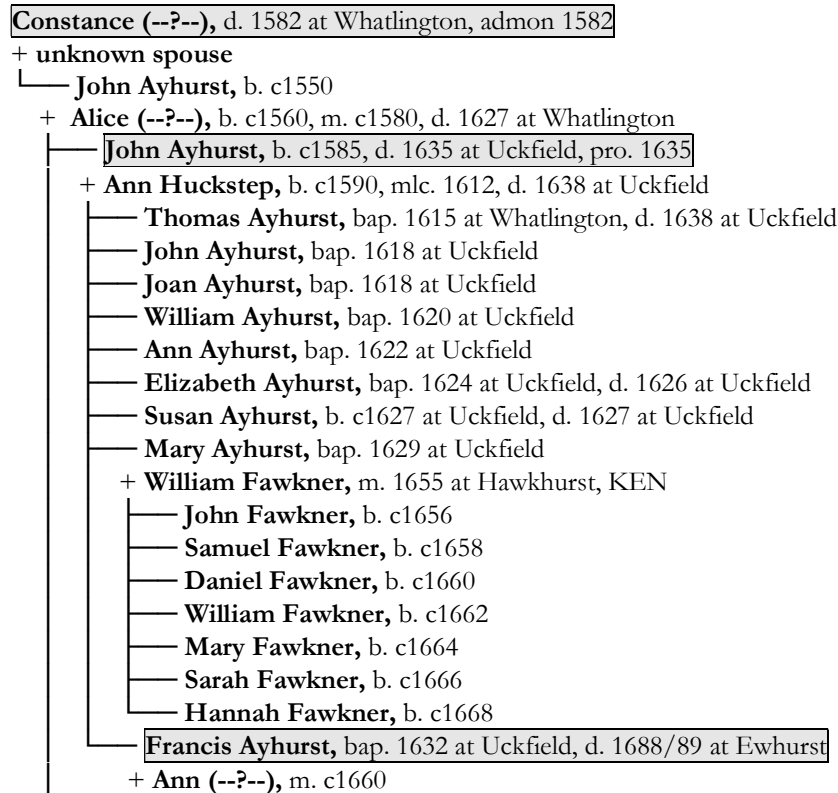 Constance (--?--), d. 1582 at Whatlington, admon 1582
+ unknown spouse
John Ayhurst, b. c1550
+ Alice (--?--), b. c1560, m. c1580, d. 1627 at Whatlington
John Ayhurst, b. c1585, d. 1635 at Uckfield, pro. 1635
+ Ann Huckstep, b. c1590, mlc. 1612, d. 1638 at Uckfield
Thomas Ayhurst, bap. 1615 at Whatlington, d. 1638 at Uckfield
John Ayhurst, bap. 1618 at Uckfield
Joan Ayhurst, bap. 1618 at Uckfield
William Ayhurst, bap. 1620 at Uckfield
Ann Ayhurst, bap. 1622 at Uckfield
Elizabeth Ayhurst, bap. 1624 at Uckfield, d. 1626 at Uckfield
Susan Ayhurst, b. c1627 at Uckfield, d. 1627 at Uckfield
Mary Ayhurst, bap. 1629 at Uckfield
+ William Fawkner, m. 1655 at Hawkhurst, KEN
John Fawkner, b. c1656
Samuel Fawkner, b. c1658
Daniel Fawkner, b. c1660
William Fawkner, b. c1662
Mary Fawkner, b. c1664
Sarah Fawkner, b. c1666
Hannah Fawkner, b. c1668
Francis Ayhurst, bap. 1632 at Uckfield, d. 1688/89 at Ewhurst
+ Ann (--?--), m. c1660